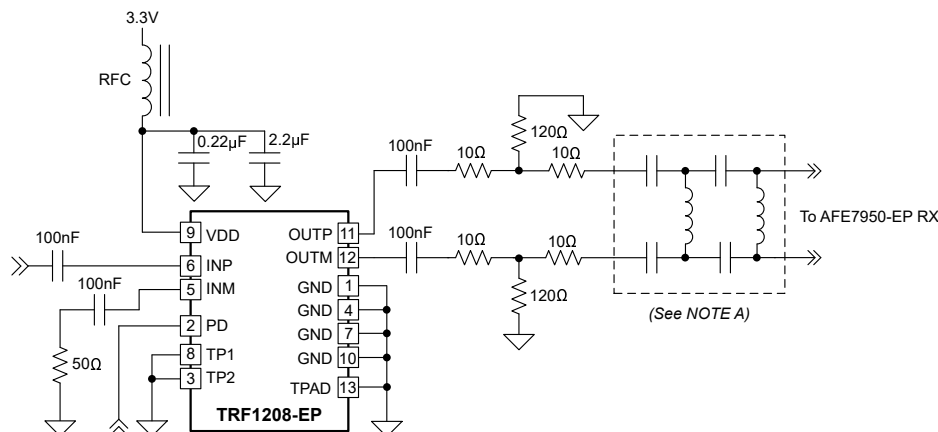 3.3V
RFC
0.22µF
2.2µF
100nF
10Ω
120Ω
10Ω
9 VDD
OUTP 11
100nF
10Ω
10Ω
To AFE7950-EP RX
100nF
6 INP
OUTM 12
100nF
5 INM
GND 1
120Ω
(See NOTE A)
2 PD
GND 4
50Ω
8 TP1
GND 7
3 TP2
GND 10
TPAD 13
TRF1208-EP